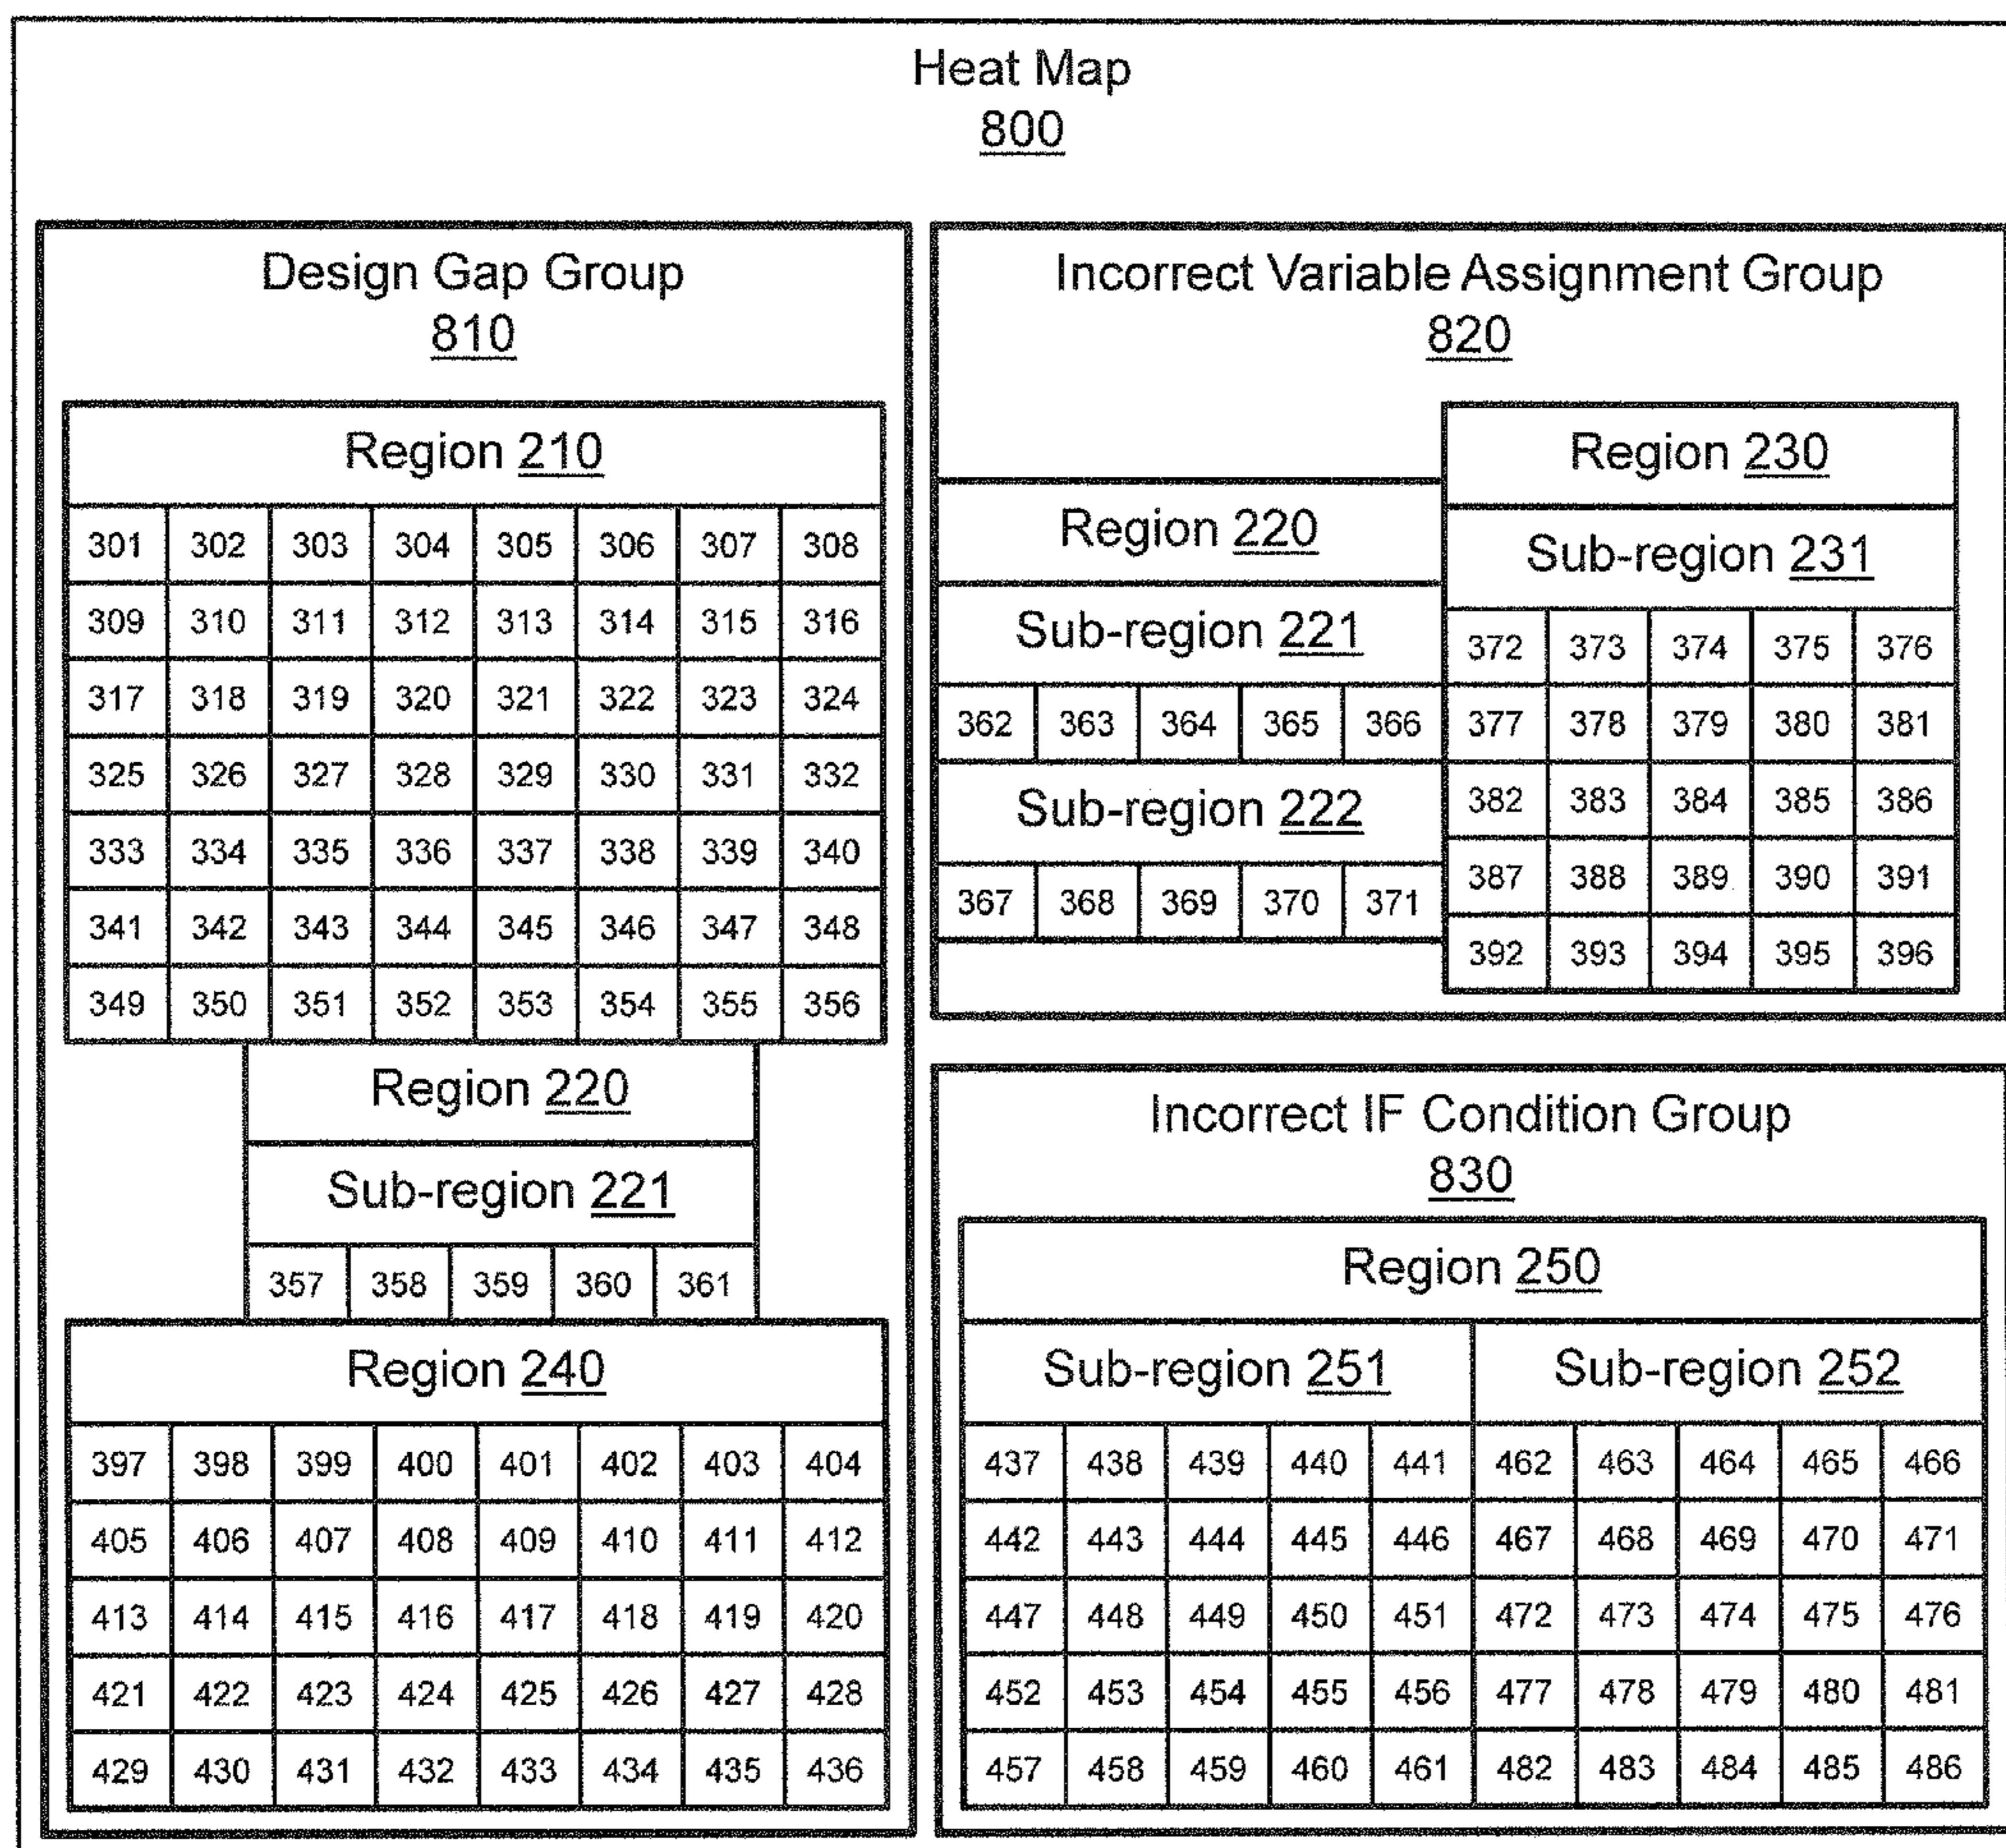 Heat Map
800
Design Gap Group
810
Region 210
301 302 303 304 305 306 307 308
309 310 311 312 313 314 315 316
317 318 319 320 321 322 323 324
325 326 327 328 329 330 331 332
333 334 335 336 337 338 339 340
341 342 343 344 345 346 347 348
349 350 351 352 353 354 355 356
Region 220
Sub-region 221
357 358 359 360 361
Region 240
397 398 399 400 401 402 403 404
405 406 407 408 409 410 411 412
413 414 415 416 417 418 419 420
421 422 423 424 425 426 427 428
429 430 431 432 433 434 435 436
Incorrect Variable Assignment Group
820
Region 220
Sub-region 221
362 363 364 365 366
Sub-region 222
367 368 369 370 371
Region 230
Sub-region 231
372 373 374 375 376
377 378 379 380 381
382 383 384 385 386
387 388 389 390 391
392 393 394 395 396
Incorrect IF Condition Group
830
Region 250
Sub-region 251
437 438 439 440 441
442 443 444 445 446
447 448 449 450 451
452 453 454 455 456
457 458 459 460 461
Sub-region 252
462 463 464 465 466
467 468 469 470 471
472 473 474 475 476
477 478 479 480 481
482 483 484 485 486